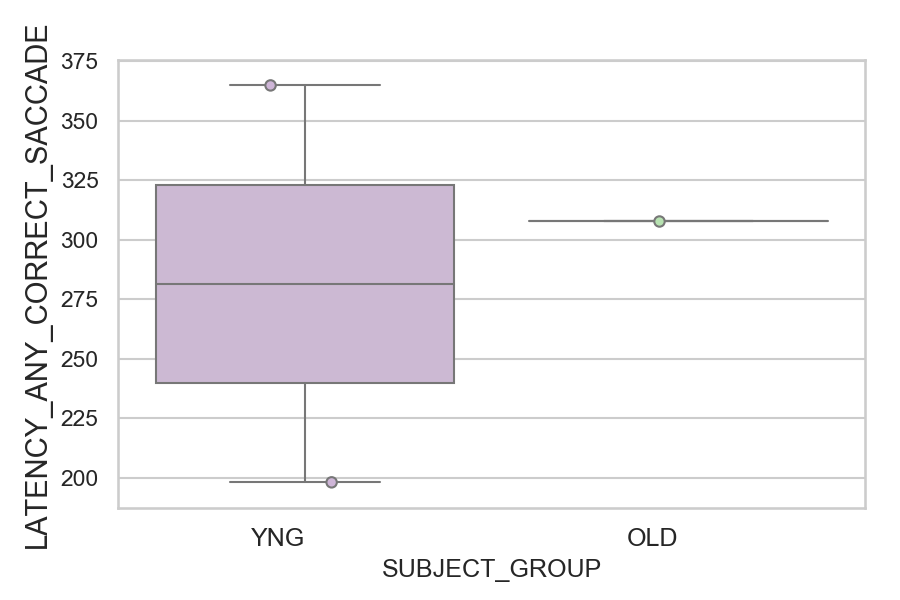 LATENCY_ANY_CORRECT_SACCADE
375
350
325
300
275
250
225
200
YNG
OLD
SUBJECT_GROUP